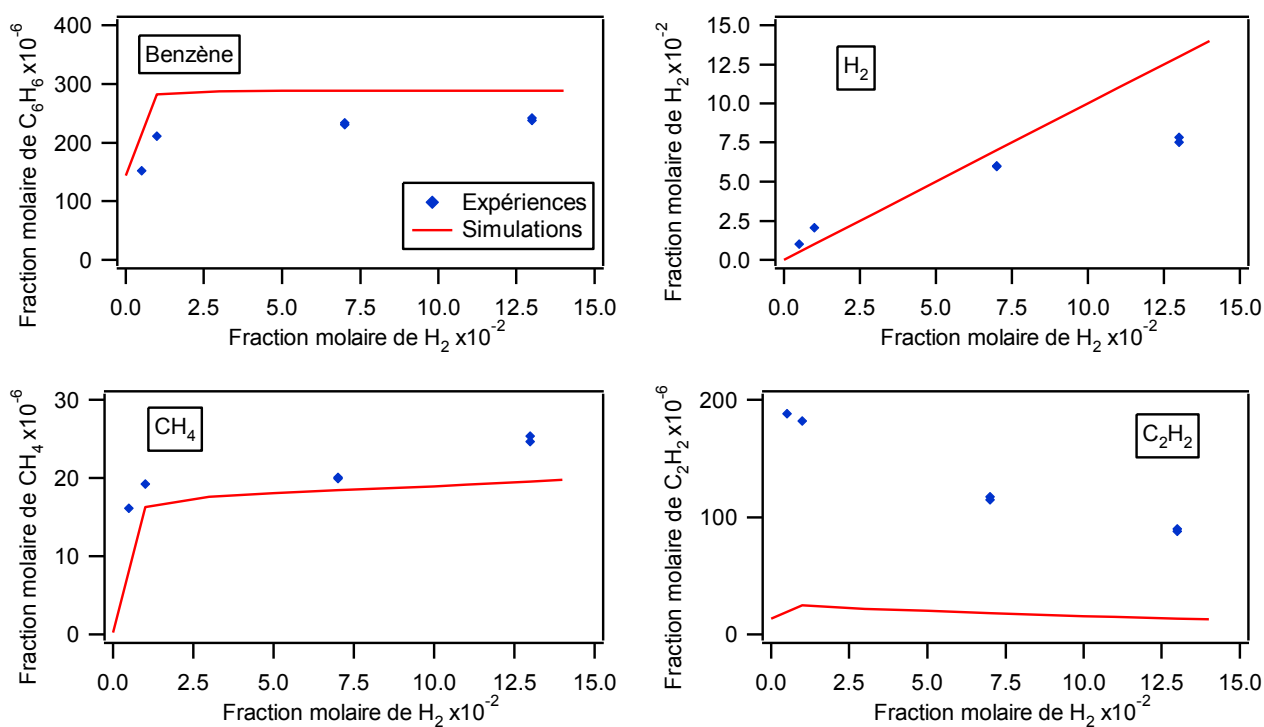 Fraction molaire de C6H6 x10-6
400
300
200
100
0
Benzène
Expériences
Simulations
0.0 2.5 5.0 7.5 10.0 12.5 15.0
Fraction molaire de H2 x10-2
Fraction molaire de H2 x10-2
15.0
12.5
10.0
7.5
5.0
2.5
0.0
H2
0.0 2.5 5.0 7.5 10.0 12.5 15.0
Fraction molaire de H2 x10-2
Fraction molaire de CH4 x10-6
30
20
10
0
CH4
0.0 2.5 5.0 7.5 10.0 12.5 15.0
Fraction molaire de H2 x10-2
Fraction molaire de C2H2 x10-6
200
100
0
C2H2
0.0 2.5 5.0 7.5 10.0 12.5 15.0
Fraction molaire de H2 x10-2